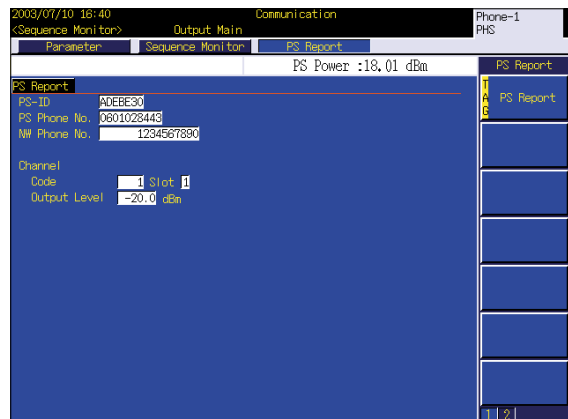 2003/07/10 16:40 Communication Phone-1
<Sequence Monitor> Output Main PHS
Parameter Sequence Monitor PS Report
PS Power :18.01 dBm PS Report
PS Report
PS-ID ADEBE30
PS Phone No. 0601028443
NW Phone No. 1234567890
TAG PS Report
Channel
Code 1 Slot 1
Output Level -20.0 dBm
1 2